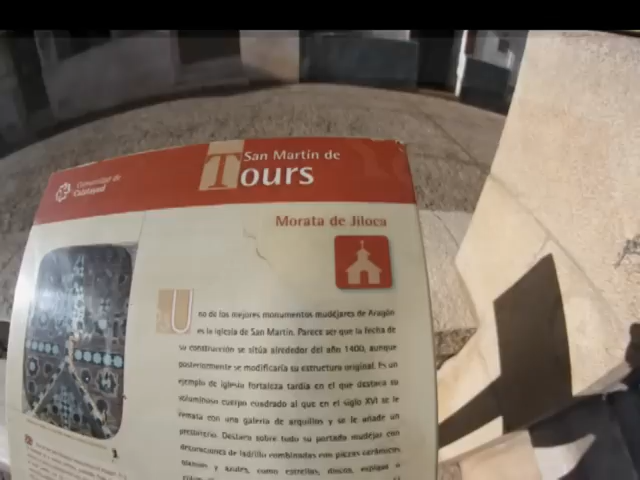 Comunidad de
Calatayud
San Martín de
Tours
Morata de Jiloca
Uno de los mejores monumentos mudéjares de Aragón
es la iglesia de San Martín. Parece ser que la fecha de
su construcción se sitúa alrededor del año 1400, aunque
posteriormente se modificaría su estructura original. Es un
ejemplo de iglesia fortaleza tardía en el que destaca su
voluminoso cuerpo cuadrado al que en el siglo XVI se le
remata con una galería de arquillos y se le añade un
presbiterio. Destaca sobre todo su portada mudéjar con
decoraciones de ladrillo combinadas con piezas cerámicas
blancas y azules, como estrellas, discos, espigas o